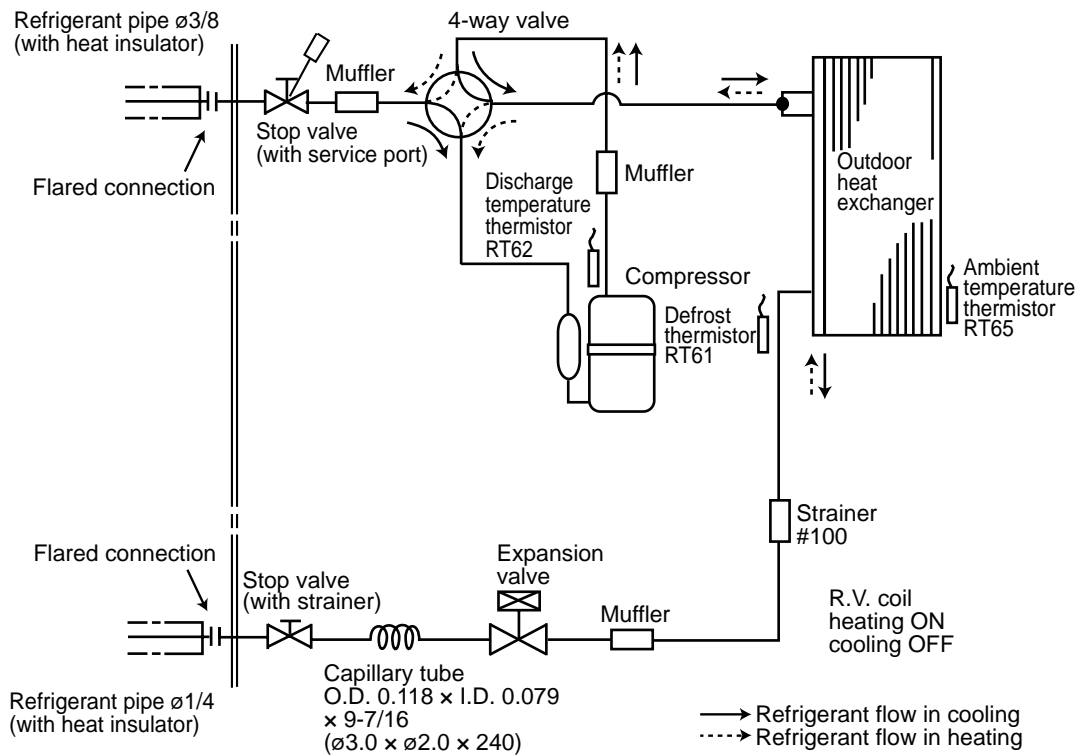 Refrigerant pipe ø3/8
(with heat insulator)
4-way valve
Muffler
Stop valve
(with service port)
Flared connection
Discharge
temperature
thermistor
RT62
Muffler
Outdoor
heat
exchanger
Compressor
Defrost
thermistor
RT61
Ambient
temperature
thermistor
RT65
Strainer
#100
Flared connection
Stop valve
(with strainer)
Expansion
valve
Muffler
R.V. coil
heating ON
cooling OFF
Capillary tube
O.D. 0.118 × I.D. 0.079
× 9-7/16
(ø3.0 × ø2.0 × 240)
Refrigerant pipe ø1/4
(with heat insulator)
Refrigerant flow in cooling
Refrigerant flow in heating